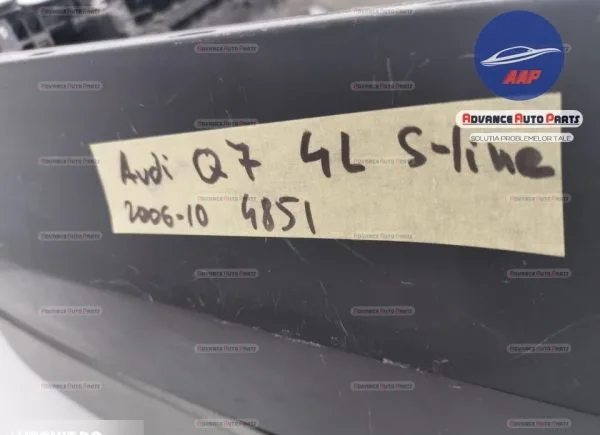 AAP
ADVANCE AUTO PARTS
SOLUTIA PROBLEMELOR TALE
Audi Q7 4L S-line
2006-10 4851